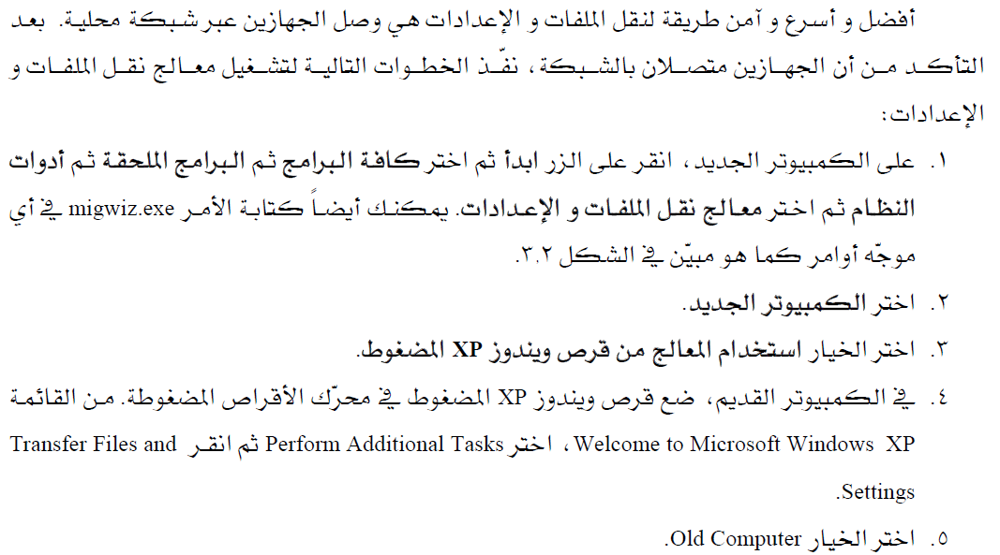 أفضل و أسرع و آمن طريقة لنقل الملفات و الإعدادات هي وصل الجهازين عبر شبكة محلية. بعد
التأكد من أن الجهازين متصلان بالشبكة، نفّذ الخطوات التالية لتشغيل معالج نقل الملفات و
الإعدادات:
١. على الكمبيوتر الجديد، انقر على الزر ابدأ ثم اختر كافة البرامج ثم البرامج الملحقة ثم أدوات
النظام ثم اختر معالج نقل الملفات و الإعدادات. يمكنك أيضاً كتابة الأمر migwiz.exe في أي
موجّه أوامر كما هو مبيّن في الشكل ٣.٢.
٢. اختر الكمبيوتر الجديد.
٣. اختر الخيار استخدام المعالج من قرص ويندوز XP المضغوط.
٤. في الكمبيوتر القديم، ضع قرص ويندوز XP المضغوط في محرّك الأقراص المضغوطة. من القائمة
Welcome to Microsoft Windows XP، اختر Perform Additional Tasks ثم انقر Transfer Files and
Settings.
٥. اختر الخيار Old Computer.